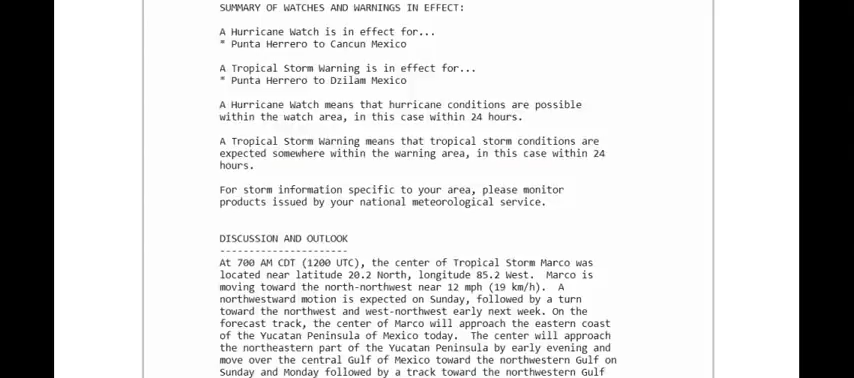 SUMMARY OF WATCHES AND WARNINGS IN EFFECT:
A Hurricane Watch is in effect for...
* Punta Herrero to Cancun Mexico
A Tropical Storm Warning is in effect for...
* Punta Herrero to Dzilam Mexico
A Hurricane Watch means that hurricane conditions are possible
within the watch area, in this case within 24 hours.
A Tropical Storm Warning means that tropical storm conditions are
expected somewhere within the warning area, in this case within 24
hours.
For storm information specific to your area, please monitor
products issued by your national meteorological service.
DISCUSSION AND OUTLOOK
----------------------
At 700 AM CDT (1200 UTC), the center of Tropical Storm Marco was
located near latitude 20.2 North, longitude 85.2 West. Marco is
moving toward the north-northwest near 12 mph (19 km/h). A
northwestward motion is expected on Sunday, followed by a turn
toward the northwest and west-northwest early next week. On the
forecast track, the center of Marco will approach the eastern coast
of the Yucatan Peninsula of Mexico today. The center will approach
the northeastern part of the Yucatan Peninsula by early evening and
move over the central Gulf of Mexico toward the northwestern Gulf on
Sunday and Monday followed by a track toward the northwestern Gulf